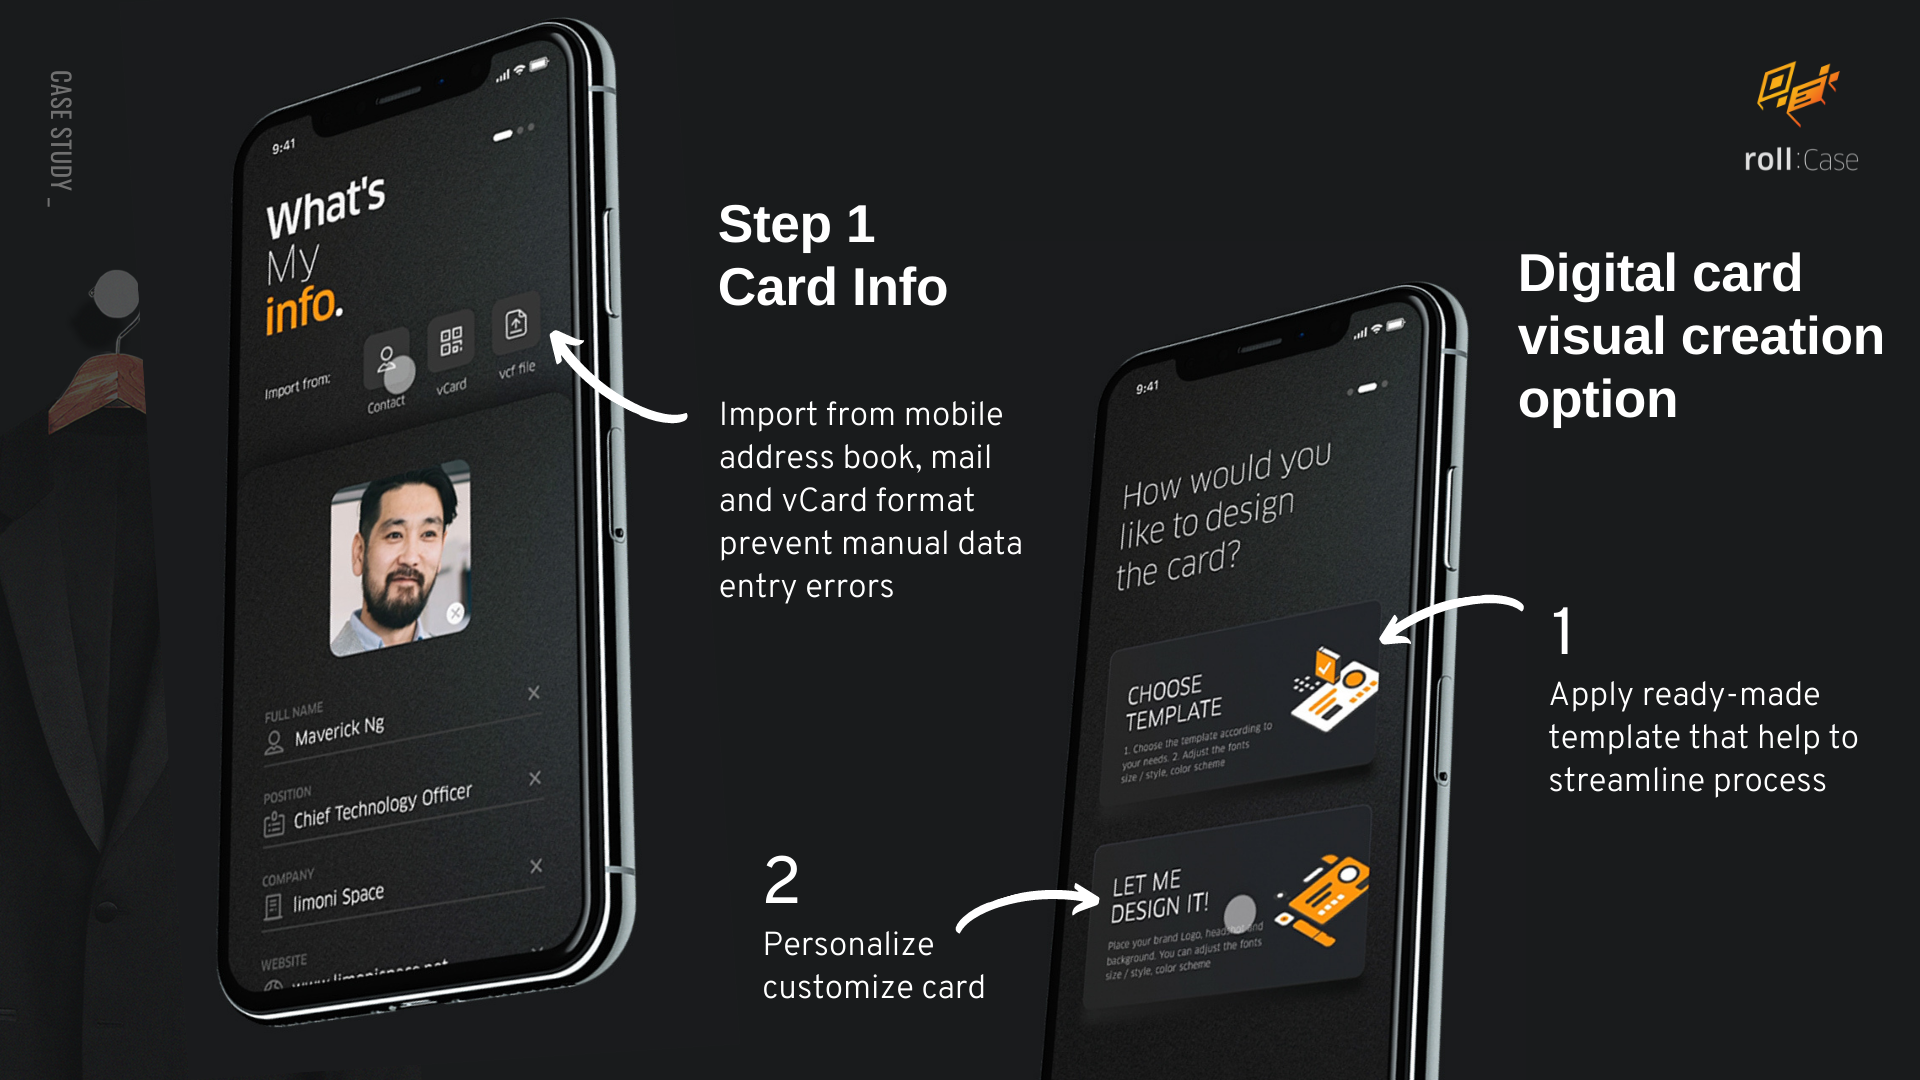 CASE STUDY _
9:41
What's
My
info.
Import from:
Contact
vCard
vcf file
FULL NAME
Maverick Ng
POSITION
Chief Technology Officer
COMPANY
limoni Space
WEBSITE
www.limonispace.net
Step 1
Card Info
Import from mobile
address book, mail
and vCard format
prevent manual data
entry errors
roll:Case
Digital card
visual creation
option
9:41
How would you
like to design
the card?
CHOOSE
TEMPLATE
1. Choose the template according to
your needs. 2. Adjust the fonts
size / style, color scheme
LET ME
DESIGN IT!
Place your brand Logo, headshot and
background. You can adjust the fonts
size / style, color scheme
1
Apply ready-made
template that help to
streamline process
2
Personalize
customize card